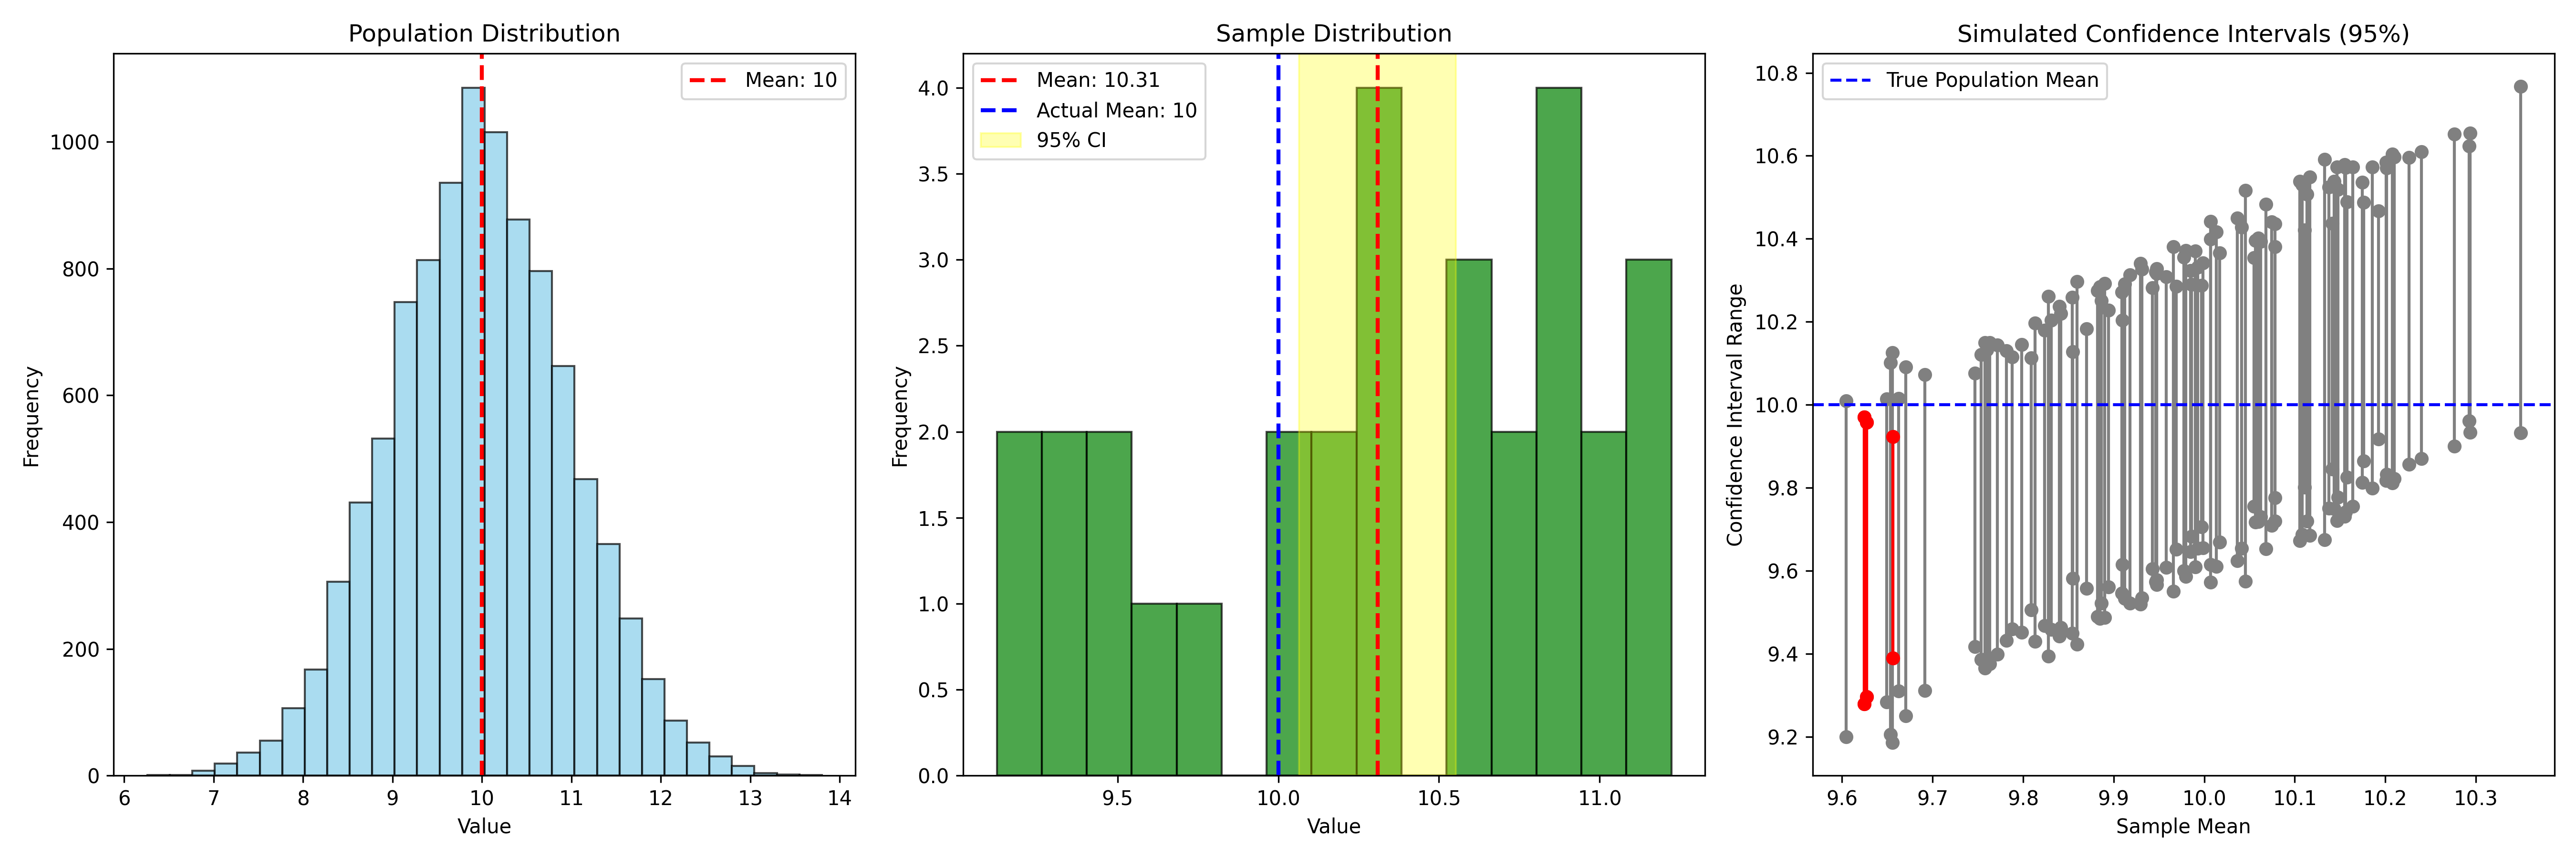 Population Distribution
Mean: 10
1000
800
600
400
200
0
Frequency
6 7 8 9 10 11 12 13 14
Value
Sample Distribution
Mean: 10.31
Actual Mean: 10
95% CI
4.0
3.5
3.0
2.5
2.0
1.5
1.0
0.5
0.0
Frequency
9.5 10.0 10.5 11.0
Value
Simulated Confidence Intervals (95%)
True Population Mean
10.8
10.6
10.4
10.2
10.0
9.8
9.6
9.4
9.2
Confidence Interval Range
9.6 9.7 9.8 9.9 10.0 10.1 10.2 10.3
Sample Mean